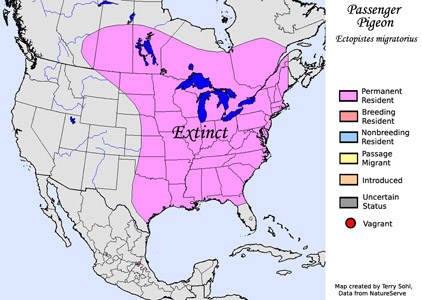 Passenger
Pigeon
Ectopistes migratorius
Extinct
Permanent
Resident
Breeding
Resident
Nonbreeding
Resident
Passage
Migrant
Introduced
Uncertain
Status
Vagrant
Map created by Terry Sohl,
Data from NatureServe